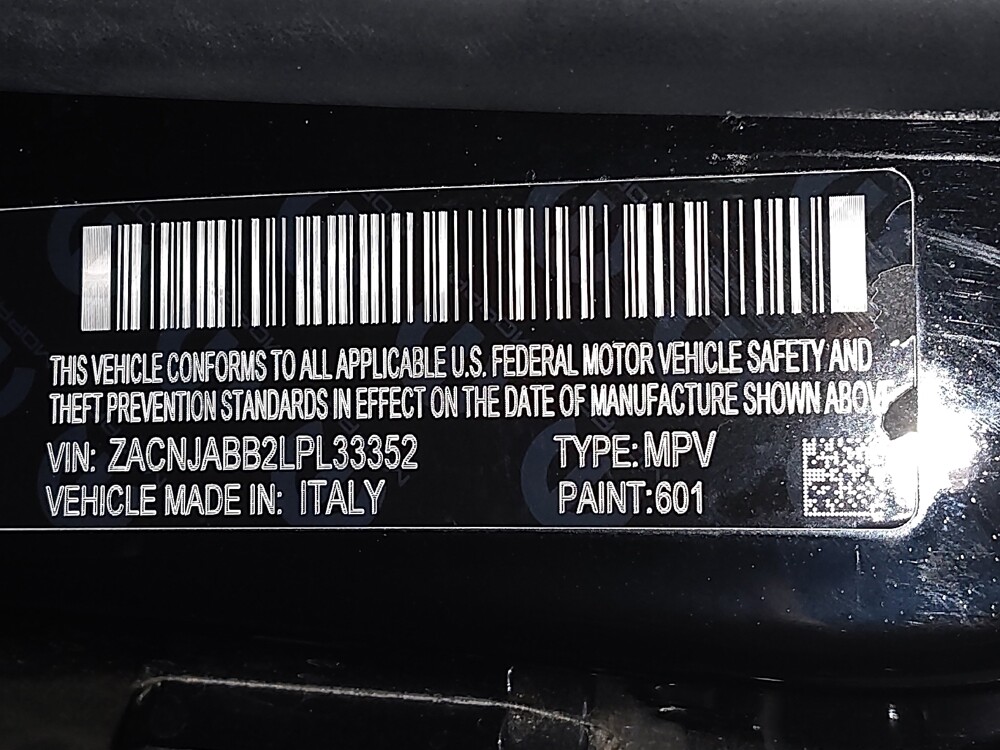 THIS VEHICLE CONFORMS TO ALL APPLICABLE U.S. FEDERAL MOTOR VEHICLE SAFETY AND
THEFT PREVENTION STANDARDS IN EFFECT ON THE DATE OF MANUFACTURE SHOWN ABOVE
VIN: ZACNJABB2LPL33352 TYPE: MPV
VEHICLE MADE IN: ITALY PAINT:601